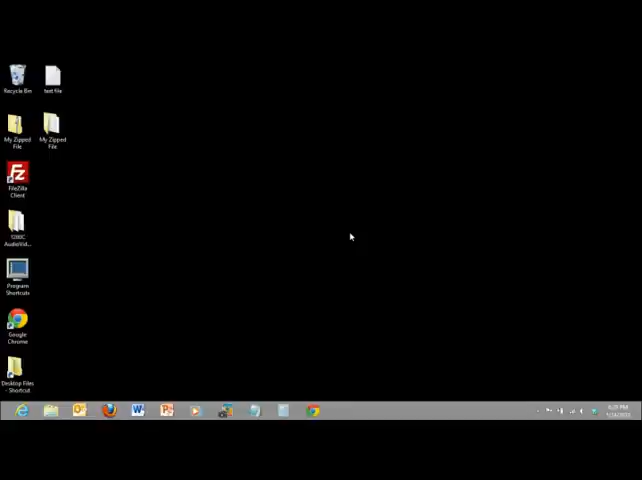 Recycle Bin
test file
My Zipped
File
My Zipped
File
FileZilla
Client
Program
Shortcuts
Google
Chrome
Desktop Files
- Shortcut